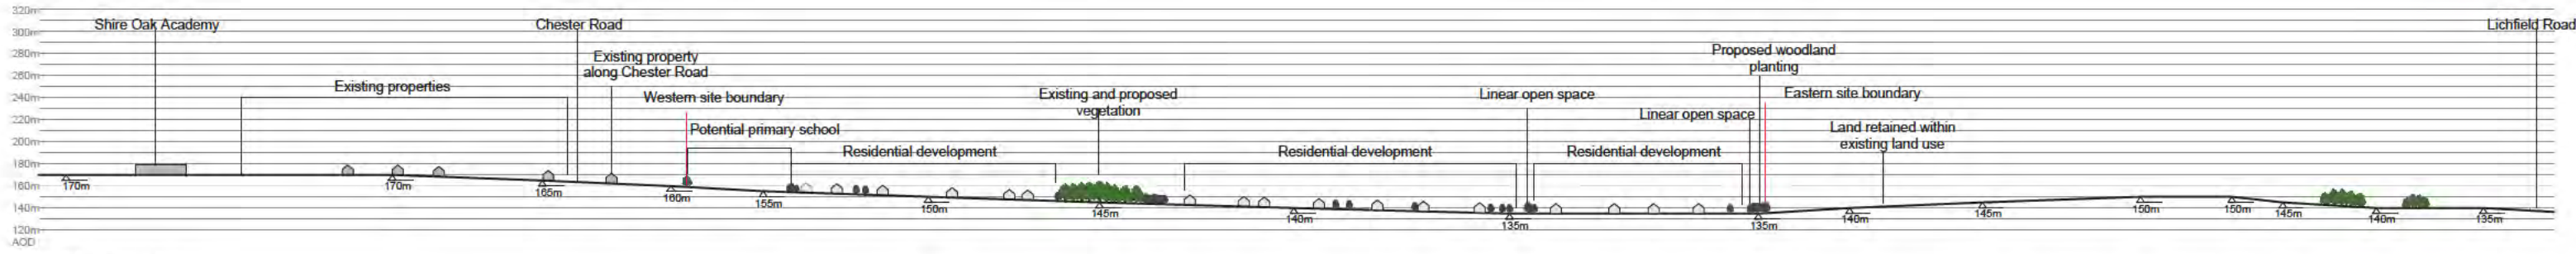 320m
300m
280m
260m
240m
220m
200m
180m
160m
140m
120m
AOD
Shire Oak Academy
Existing properties
Chester Road
Existing property
along Chester Road
Western site boundary
Potential primary school
Residential development
Existing and proposed
vegetation
Residential development
Linear open space
Residential development
Linear open space
Proposed woodland
planting
Eastern site boundary
Land retained within
existing land use
Lichfield Road
170m
170m
165m
160m
155m
150m
145m
140m
135m
135m
140m
145m
150m
150m
145m
140m
135m